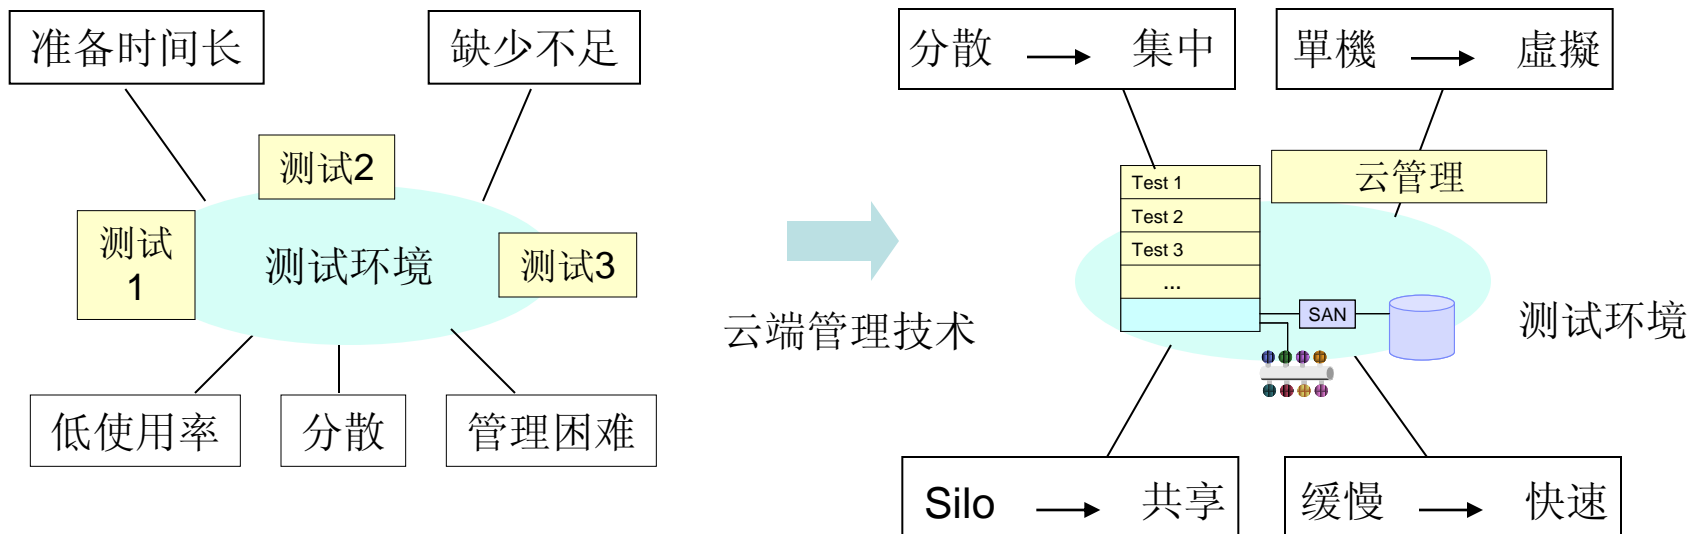 准备时间长
缺少不足
测试2
测试
1
测试环境
测试3
低使用率
分散
管理困难
云端管理技术
分散 → 集中
單機 → 虛擬
云管理
Test 1
Test 2
Test 3
...
SAN
测试环境
Silo → 共享
缓慢 → 快速